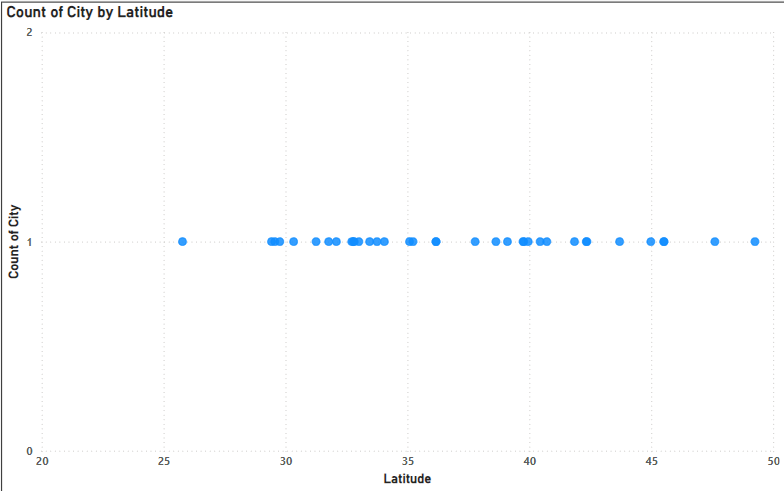 Count of City by Latitude
2
1
0
Count of City
20 25 30 35 40 45 50
Latitude